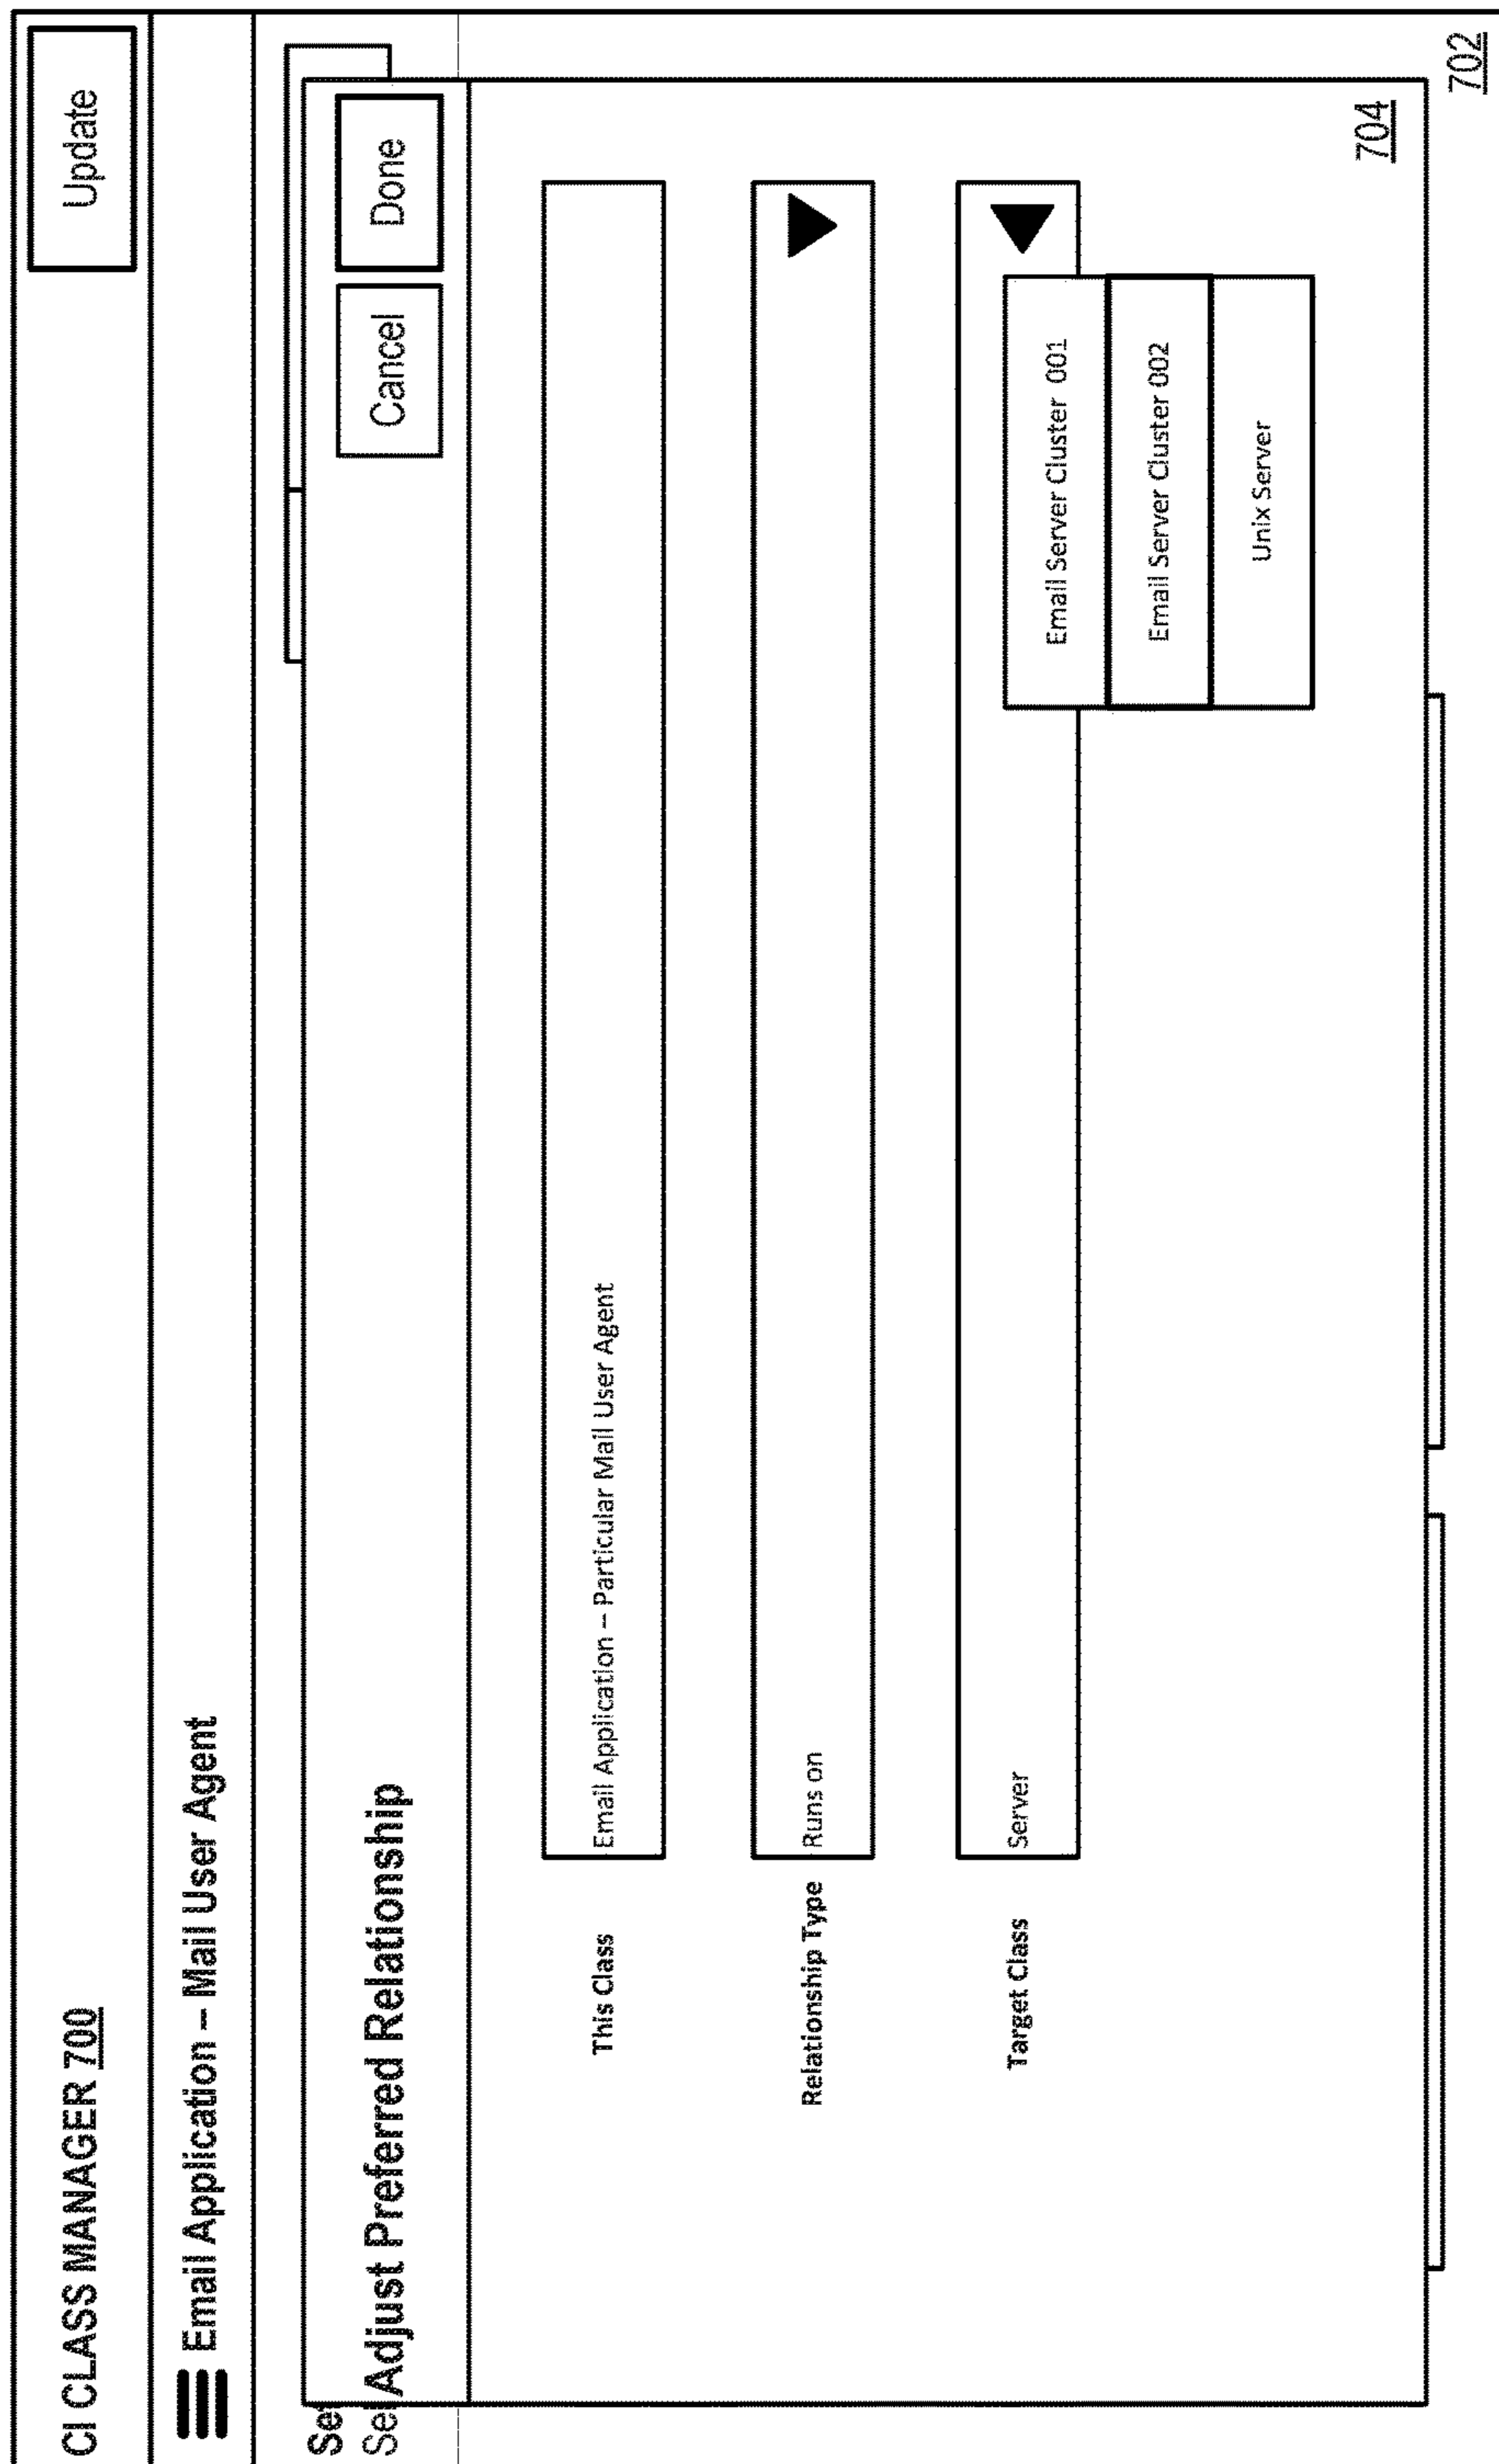 CI CLASS MANAGER 700
Update
Email Application – Mail User Agent
Se
Se
Adjust Preferred Relationship
Cancel
Done
This Class
Email Application – Particular Mail User Agent
Relationship Type
Runs on
Target Class
Server
Email Server Cluster 001
Email Server Cluster 002
Unix Server
704
702